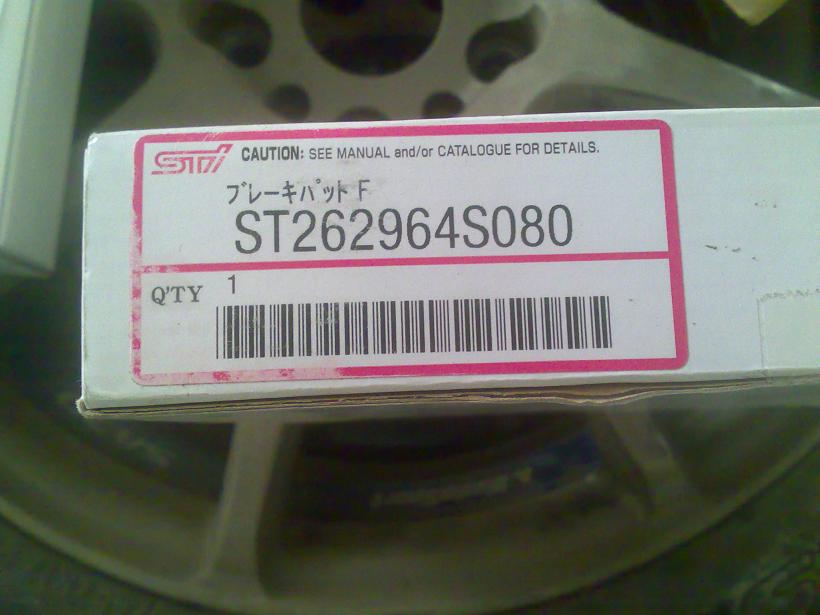 STI CAUTION: SEE MANUAL and/or CATALOGUE FOR DETAILS.
ブレーキパット F
ST262964S080
Q'TY 1